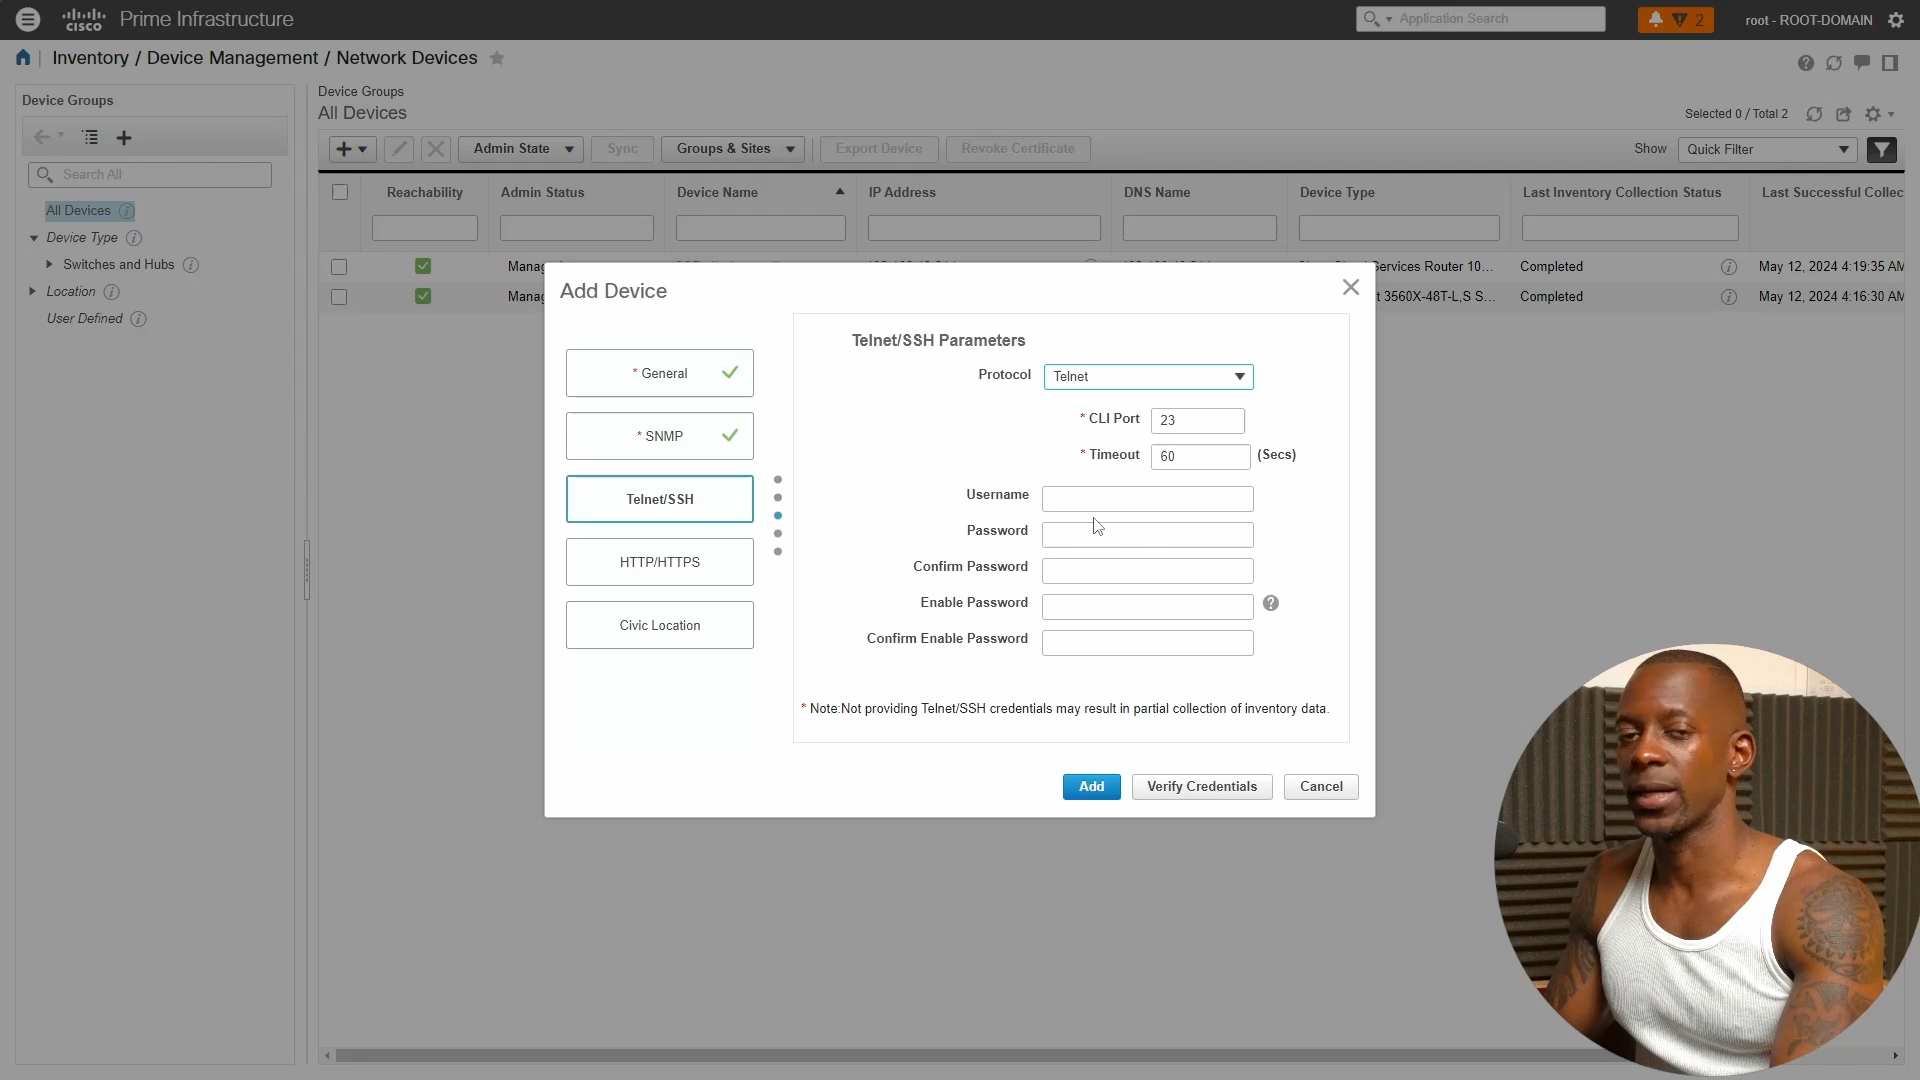 CISCO Prime Infrastructure
Application Search
2
root - ROOT-DOMAIN
Inventory / Device Management / Network Devices
Device Groups
Search All
All Devices
Device Type
Switches and Hubs
Location
User Defined
Device Groups
All Devices
Selected 0 / Total 2
Admin State
Sync
Groups & Sites
Export Device
Revoke Certificate
Show
Quick Filter
Reachability
Admin Status
Device Name
IP Address
DNS Name
Device Type
Last Inventory Collection Status
Last Successful Collec
Manag
ervices Router 10...
Completed
May 12, 2024 4:19:35 AM
Manag
t 3560X-48T-L,S S...
Completed
May 12, 2024 4:16:30 AM
Add Device
* General
* SNMP
Telnet/SSH
HTTP/HTTPS
Civic Location
Telnet/SSH Parameters
Protocol
Telnet
* CLI Port
23
* Timeout
60
(Secs)
Username
Password
Confirm Password
Enable Password
Confirm Enable Password
* Note:Not providing Telnet/SSH credentials may result in partial collection of inventory data.
Add
Verify Credentials
Cancel